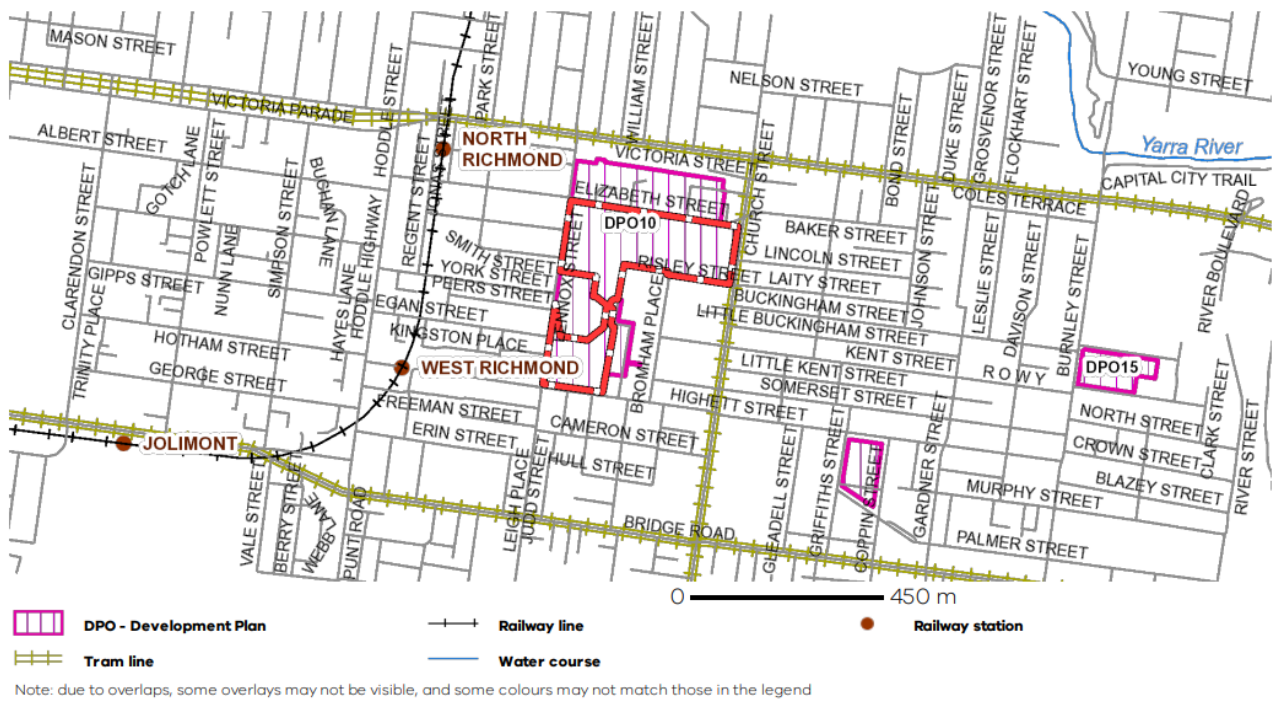 MASON STREET
VICTORIA PARADE
ALBERT STREET
HODDLE STREET
PARK STREET
WILLIAM STREET
NELSON STREET
BOND STREET
DUKE STREET
GROSVENOR STREET
FLOCKHART STREET
YOUNG STREET
Yarra River
CAPITAL CITY TRAIL
COLES TERRACE
NORTH
RICHMOND
VICTORIA STREET
ELIZABETH STREET
DPO10
CHURCH STREET
GOTCH LANE
POWLETT STREET
CLARENDON STREET
NUNN LANE
SIMPSON STREET
BUGHAN LANE
HODDLE HIGHWAY
HAYES LANE
REGENT STREET
JONAS STREET
SMITH STREET
YORK STREET
PEERS STREET
EGAN STREET
KINGSTON PLACE
LENNOX STREET
RISLEY STREET
BAKER STREET
LINCOLN STREET
LAITY STREET
BUCKINGHAM STREET
LITTLE BUCKINGHAM STREET
KENT STREET
LITTLE KENT STREET
SOMERSET STREET
HIGHETT STREET
JOHNSON STREET
LESLIE STREET
DAVISON STREET
BURNLEY STREET
RIVER BOULEVARD
ROWY
DPO15
NORTH STREET
CROWN STREET
BLAZEY STREET
CLARK STREET
RIVER STREET
GIPPS STREET
TRINITY PLACE
HOTHAM STREET
GEORGE STREET
WEST RICHMOND
JOLIMONT
FREEMAN STREET
ERIN STREET
BROMHAM PLACE
CAMERON STREET
HULL STREET
LEIGH PLACE
JUDD STREET
VALE STREET
BERRY STREET
WEBB LANE
PUNT ROAD
BRIDGE ROAD
GLEADELL STREET
GRIFFITHS STREET
COPPIN STREET
GARDNER STREET
MURPHY STREET
PALMER STREET
0 450 m
DPO - Development Plan
Railway line
Railway station
Tram line
Water course
Note: due to overlaps, some overlays may not be visible, and some colours may not match those in the legend